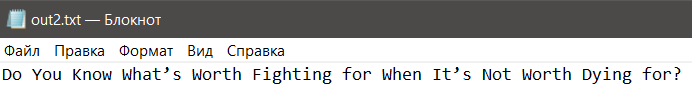 out2.txt — Блокнот
Файл Правка Формат Вид Справка
Do You Know What’s Worth Fighting for When It’s Not Worth Dying for?